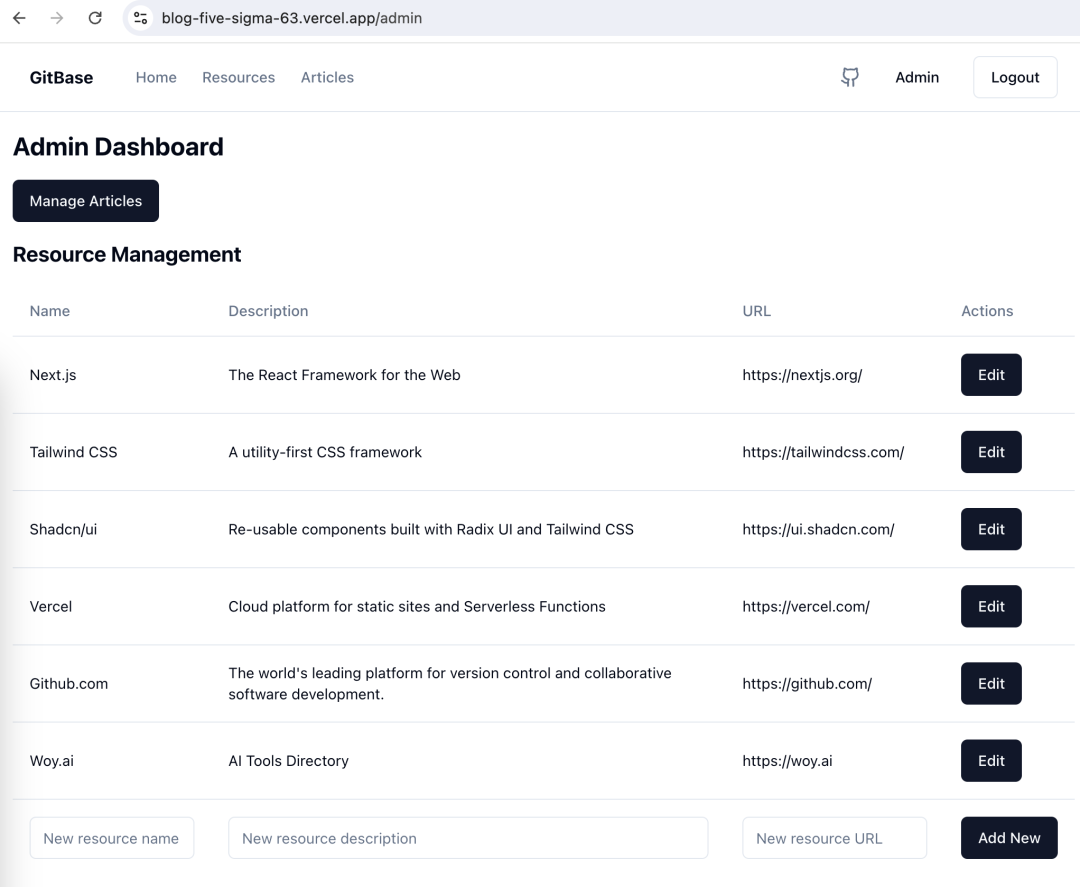 blog-five-sigma-63.vercel.app/admin
GitBase Home Resources Articles Admin Logout
Admin Dashboard
Manage Articles
Resource Management
Name Description URL Actions
Next.js The React Framework for the Web https://nextjs.org/ Edit
Tailwind CSS A utility-first CSS framework https://tailwindcss.com/ Edit
Shadcn/ui Re-usable components built with Radix UI and Tailwind CSS https://ui.shadcn.com/ Edit
Vercel Cloud platform for static sites and Serverless Functions https://vercel.com/ Edit
Github.com The world's leading platform for version control and collaborative
software development. https://github.com/ Edit
Woy.ai AI Tools Directory https://woy.ai Edit
New resource name New resource description New resource URL Add New